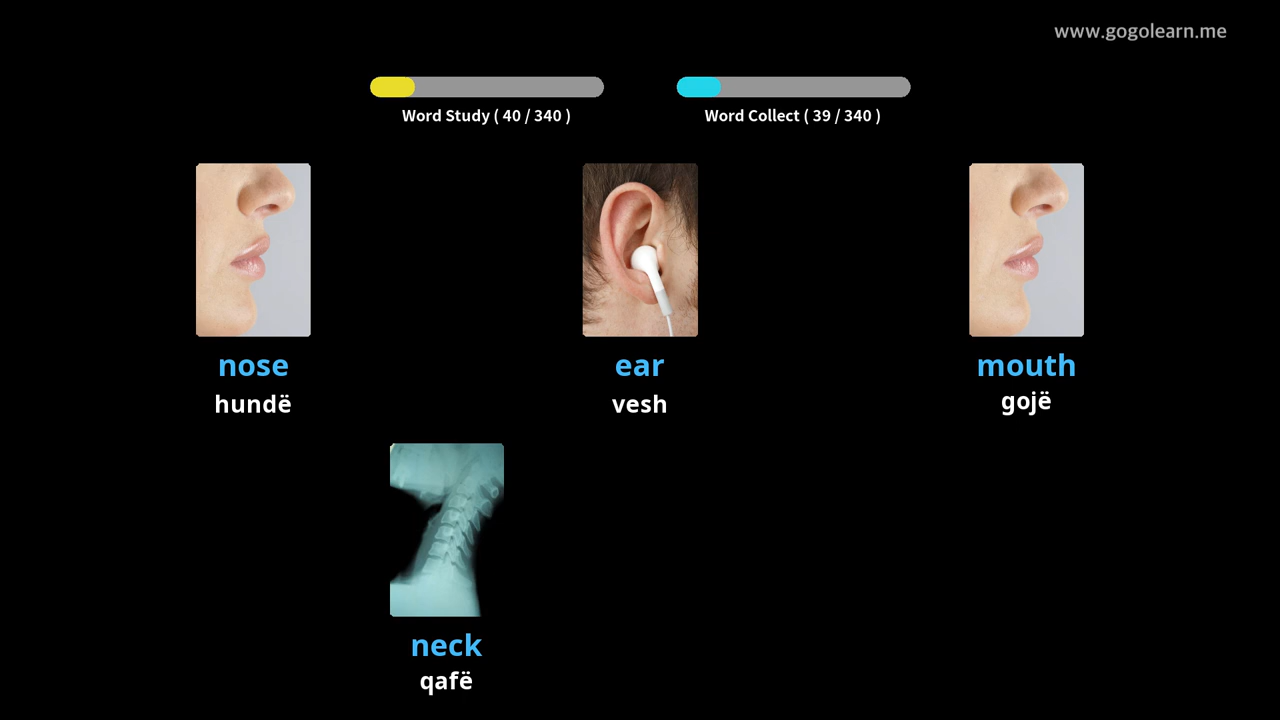 www.gogolearn.me
Word Study ( 40 / 340 )
Word Collect ( 39 / 340 )
nose
hundë
ear
vesh
mouth
gojë
neck
qafë